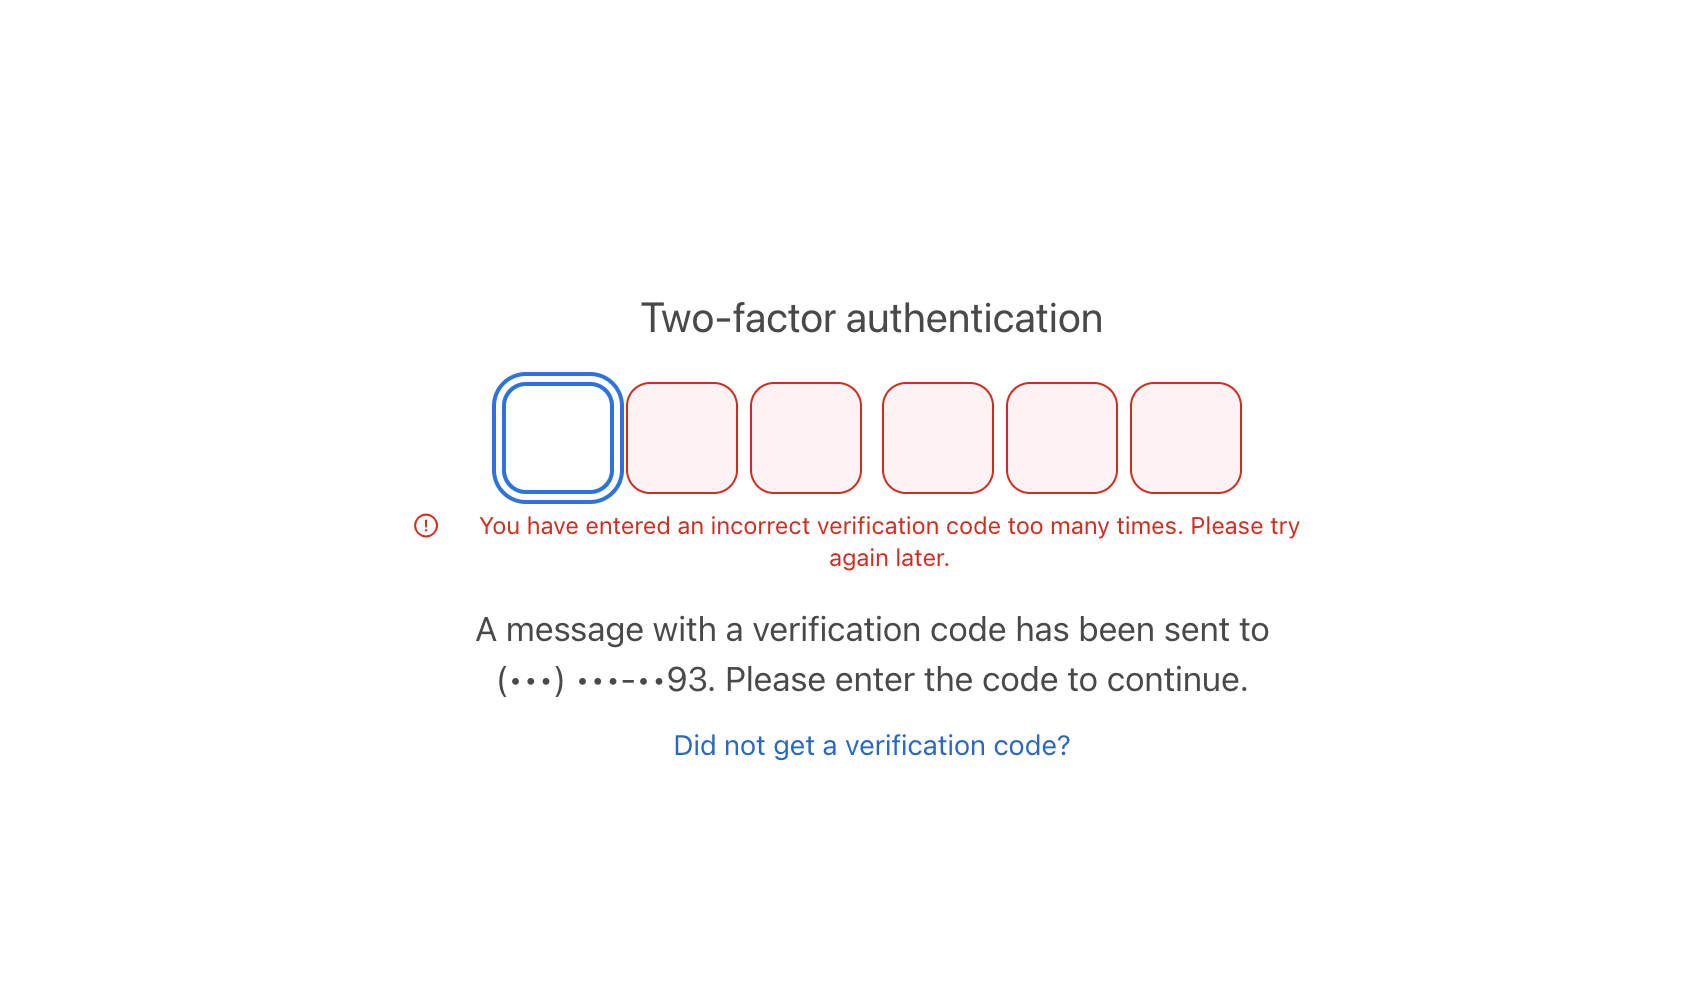 Two-factor authentication
You have entered an incorrect verification code too many times. Please try
again later.
A message with a verification code has been sent to
(•••) •••-••93. Please enter the code to continue.
Did not get a verification code?